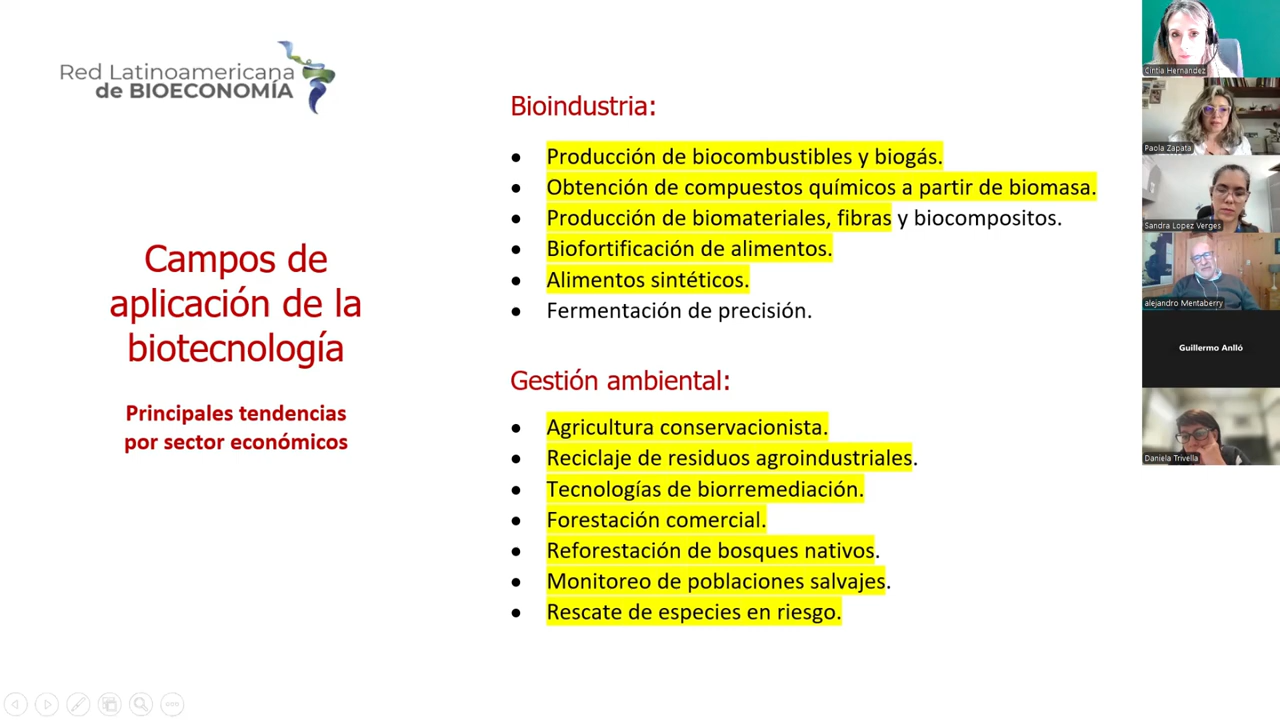 Red Latinoamericana
de BIOECONOMÍA
Campos de
aplicación de la
biotecnología
Principales tendencias
por sector económicos
Bioindustria:
• Producción de biocombustibles y biogás.
• Obtención de compuestos químicos a partir de biomasa.
• Producción de biomateriales, fibras y biocompositos.
• Biofortificación de alimentos.
• Alimentos sintéticos.
• Fermentación de precisión.
Gestión ambiental:
• Agricultura conservacionista.
• Reciclaje de residuos agroindustriales.
• Tecnologías de biorremediación.
• Forestación comercial.
• Reforestación de bosques nativos.
• Monitoreo de poblaciones salvajes.
• Rescate de especies en riesgo.
Cintia Hernandez
Paola Zapata
Sandra Lopez Verges
alejandro Mentaberry
Guillermo Anlló
Daniela Trivella